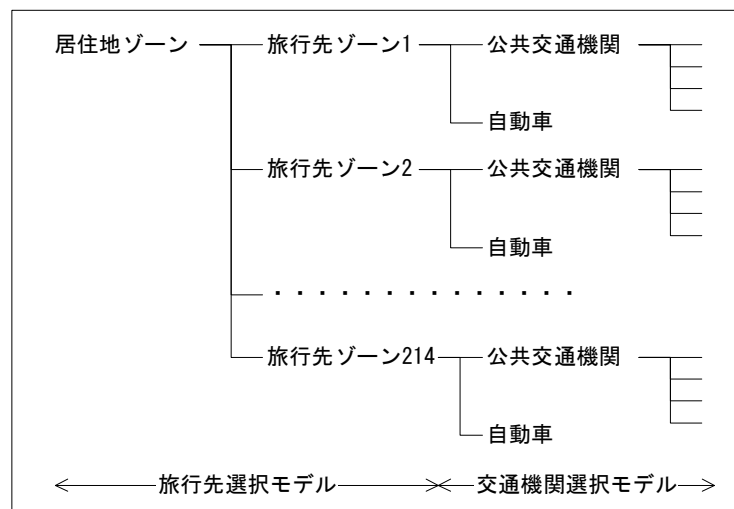 居住地ゾーン 旅行先ゾーン1 公共交通機関
自動車
旅行先ゾーン2 公共交通機関
自動車
・・・・・・・・・・・・・・
旅行先ゾーン214 公共交通機関
自動車
旅行先選択モデル 交通機関選択モデル